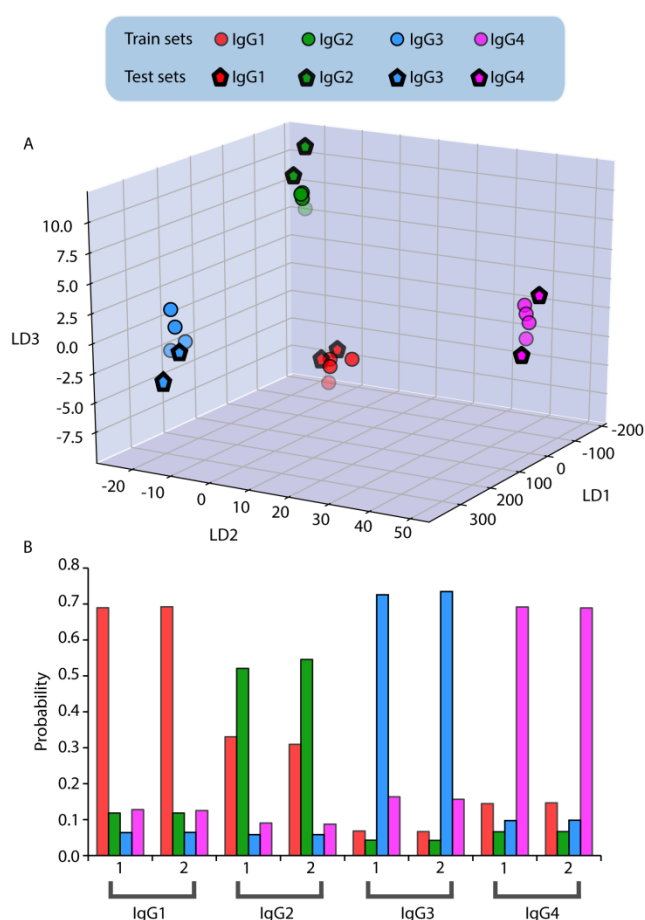 Train sets IgG1 IgG2 IgG3 IgG4
Test sets IgG1 IgG2 IgG3 IgG4
A
10.0
7.5
5.0
2.5
LD3 0.0
-2.5
-5.0
-7.5
-20 -10 0 10 20 30 40 50
LD2
300 200 100 0 -100 -200
LD1
B
0.8
0.7
0.6
0.5
0.4
0.3
0.2
0.1
0.0
Probability
1 2 1 2 1 2 1 2
IgG1 IgG2 IgG3 IgG4